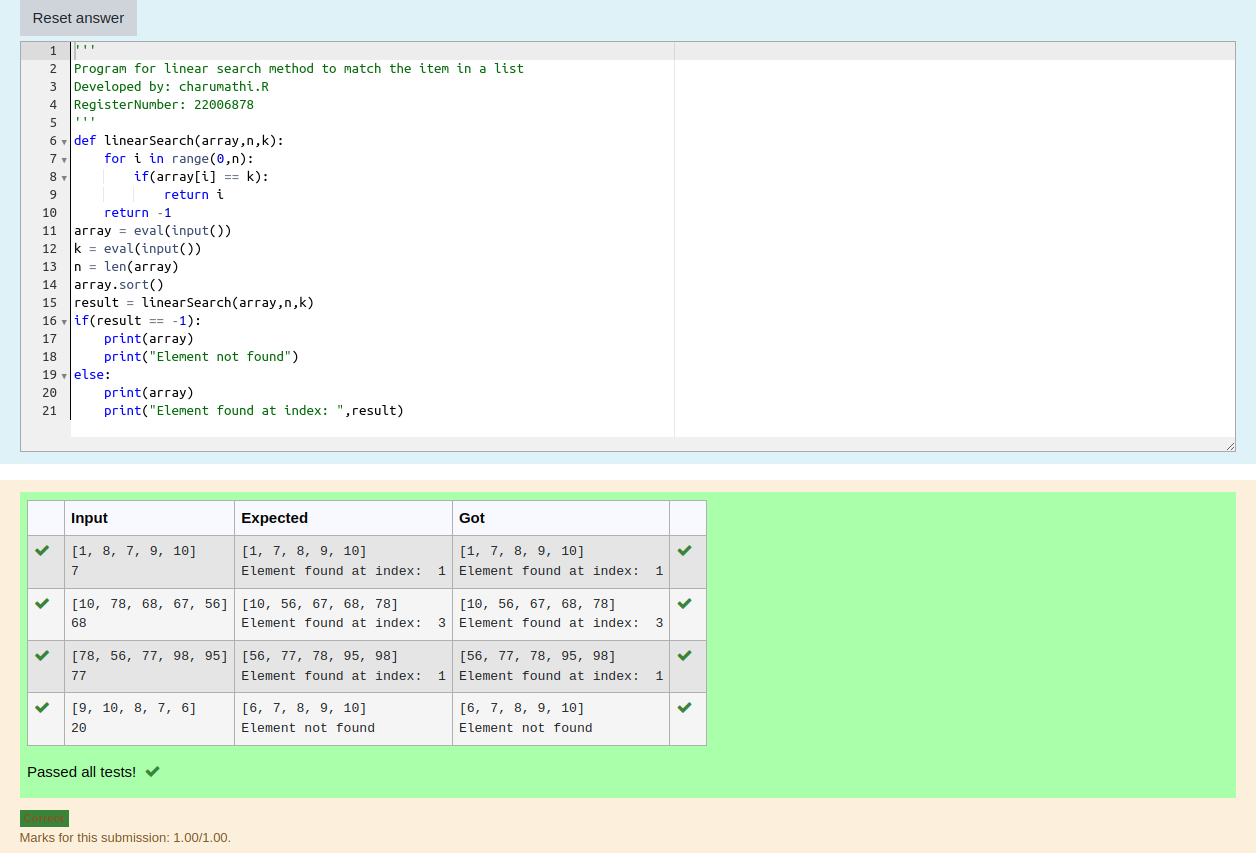 Reset answer
1 '''
2 Program for linear search method to match the item in a list
3 Developed by: charumathi.R
4 RegisterNumber: 22006878
5 '''
6 def linearSearch(array,n,k):
7     for i in range(0,n):
8         if(array[i] == k):
9             return i
10     return -1
11 array = eval(input())
12 k = eval(input())
13 n = len(array)
14 array.sort()
15 result = linearSearch(array,n,k)
16 if(result == -1):
17     print(array)
18     print("Element not found")
19 else:
20     print(array)
21     print("Element found at index: ",result)
Input Expected Got
[1, 8, 7, 9, 10] [1, 7, 8, 9, 10] [1, 7, 8, 9, 10]
7 Element found at index:  1 Element found at index:  1
[10, 78, 68, 67, 56] [10, 56, 67, 68, 78] [10, 56, 67, 68, 78]
68 Element found at index:  3 Element found at index:  3
[78, 56, 77, 98, 95] [56, 77, 78, 95, 98] [56, 77, 78, 95, 98]
77 Element found at index:  1 Element found at index:  1
[9, 10, 8, 7, 6] [6, 7, 8, 9, 10] [6, 7, 8, 9, 10]
20 Element not found Element not found
Passed all tests!
Correct
Marks for this submission: 1.00/1.00.